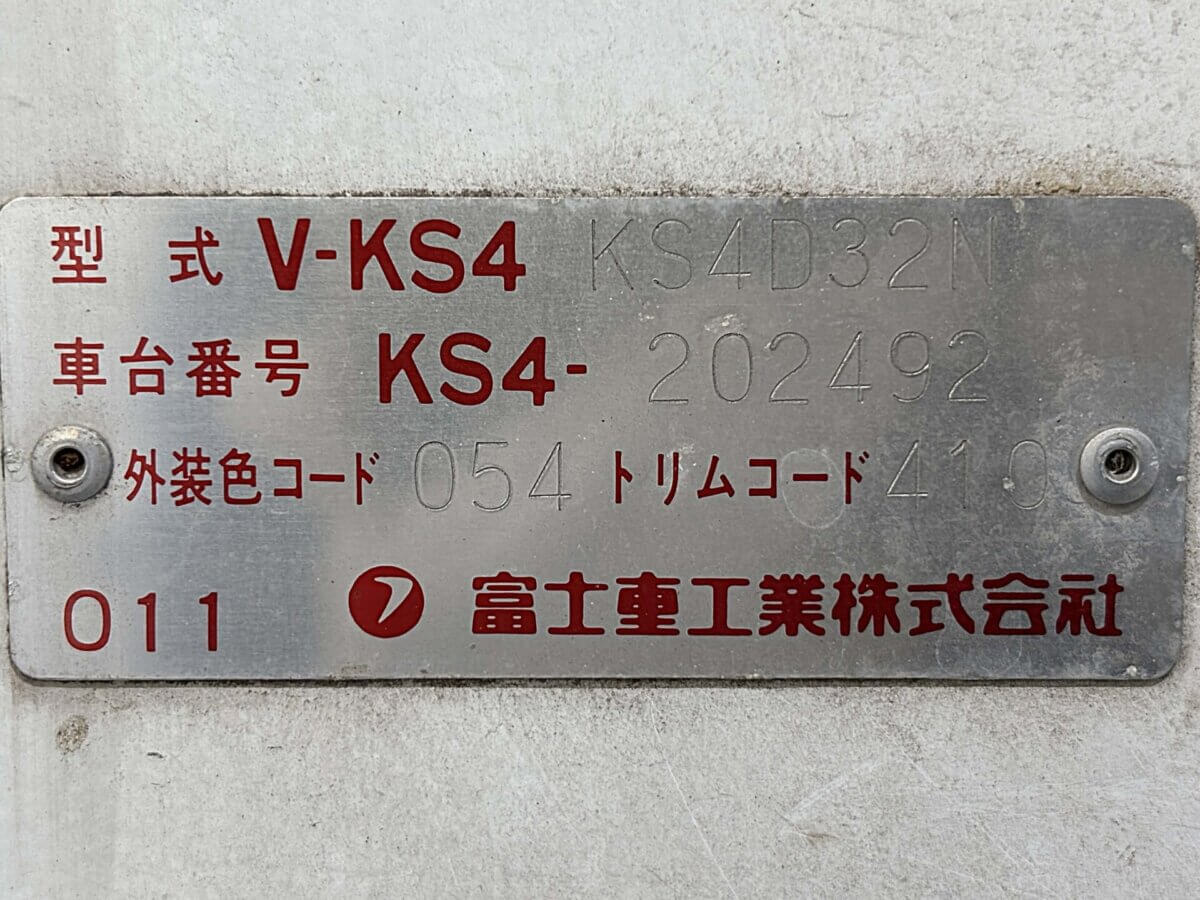 型式 V-KS4 KS4D32N
車台番号 KS4- 202492
外装色コード 054 トリムコード 410
011 フ 富士重工業株式会社